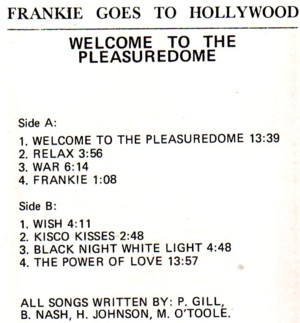 FRANKIE GOES TO HOLLYWOOD
WELCOME TO THE
PLEASUREDOME
Side A:
1. WELCOME TO THE PLEASUREDOME 13:39
2. RELAX 3:56
3. WAR 6:14
4. FRANKIE 1:08
Side B:
1. WISH 4:11
2. KISCO KISSES 2:48
3. BLACK NIGHT WHITE LIGHT 4:48
4. THE POWER OF LOVE 13:57
ALL SONGS WRITTEN BY: P. GILL,
B. NASH, H. JOHNSON, M. O'TOOLE.